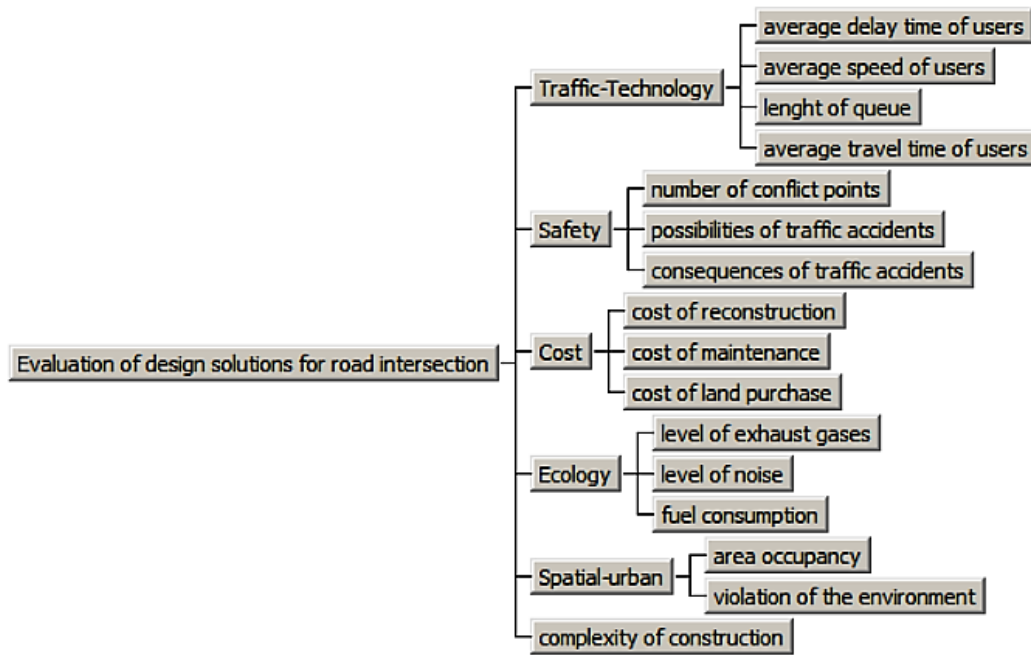 average delay time of users
average speed of users
Traffic-Technology
lenght of queue
average travel time of users
number of conflict points
Safety
possibilities of traffic accidents
consequences of traffic accidents
cost of reconstruction
Evaluation of design solutions for road intersection
Cost
cost of maintenance
cost of land purchase
level of exhaust gases
Ecology
level of noise
fuel consumption
area occupancy
Spatial-urban
violation of the environment
complexity of construction